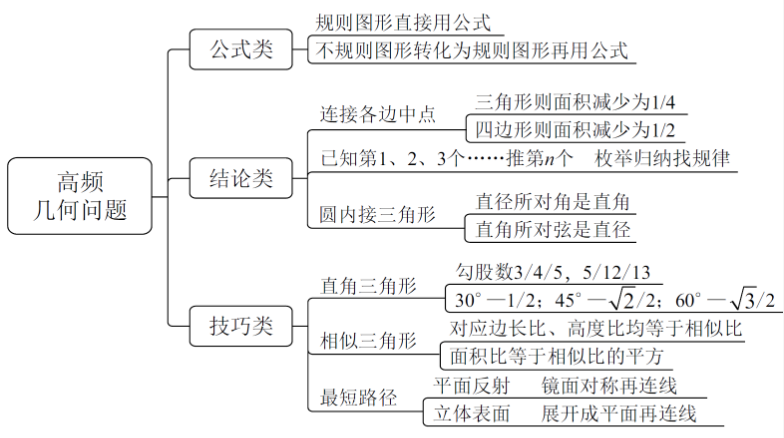 高频
几何问题
公式类
规则图形直接用公式
不规则图形转化为规则图形再用公式
结论类
连接各边中点
三角形则面积减少为1/4
四边形则面积减少为1/2
已知第1、2、3个……推第n个 枚举归纳找规律
圆内接三角形
直径所对角是直角
直角所对弦是直径
技巧类
直角三角形
勾股数3/4/5，5/12/13
30°—1/2；45°—√2/2；60°—√3/2
相似三角形
对应边长比、高度比均等于相似比
面积比等于相似比的平方
最短路径
平面反射 镜面对称再连线
立体表面 展开成平面再连线